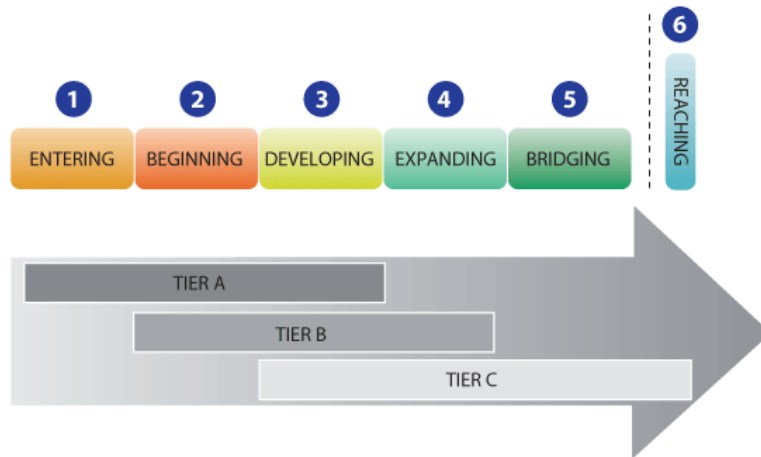 6
1 2 3 4 5
REACHING
ENTERING BEGINNING DEVELOPING EXPANDING BRIDGING
TIER A
TIER B
TIER C